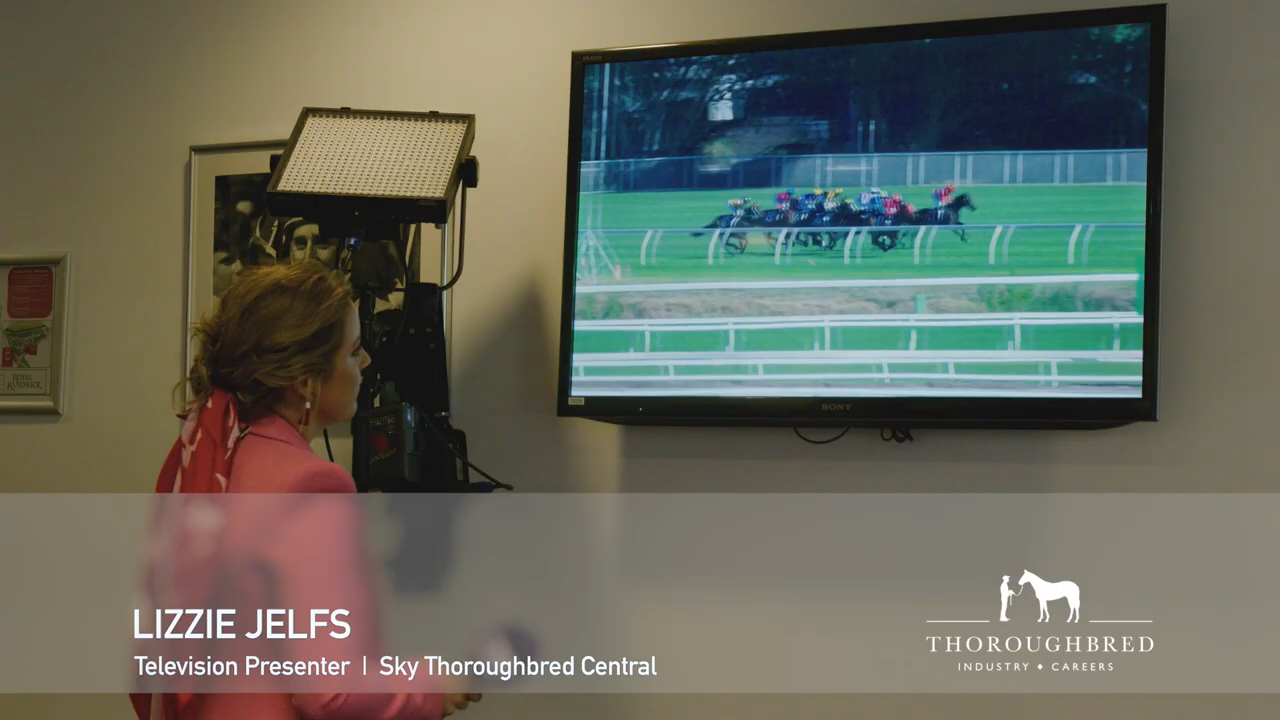 SONY
ROYAL
RANDWICK
LIZZIE JELFS
Television Presenter | Sky Thoroughbred Central
THOROUGHBRED
INDUSTRY ♦ CAREERS